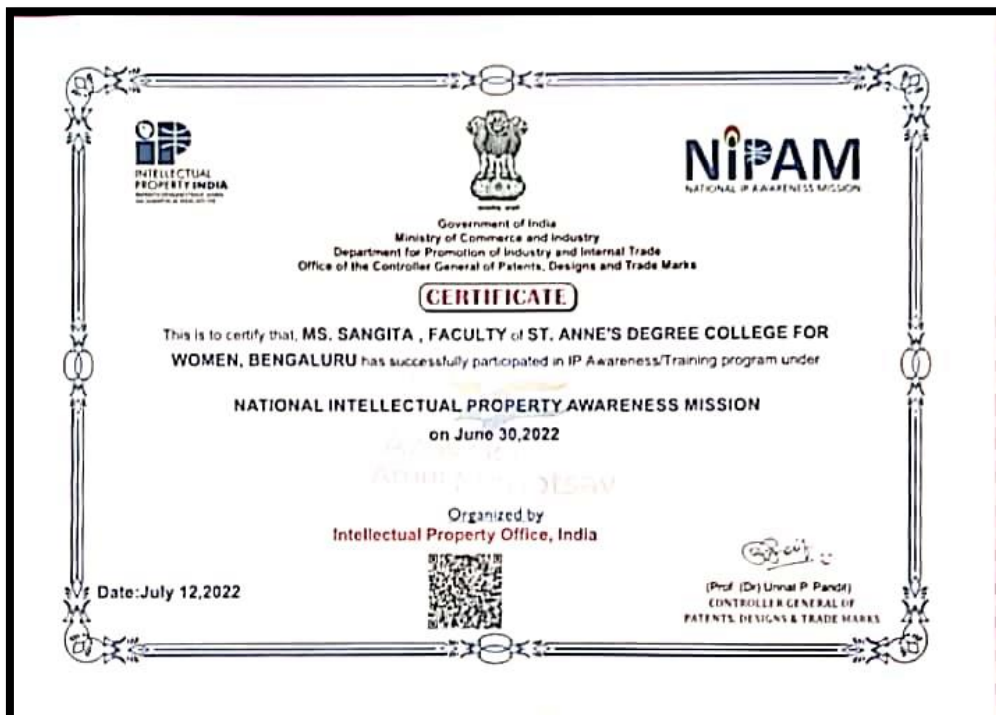 iP
INTELLECTUAL
PROPERTY INDIA
NiPAM
NATIONAL IP AWARENESS MISSION
Government of India
Ministry of Commerce and Industry
Department for Promotion of Industry and Internal Trade
Office of the Controller General of Patents, Designs and Trade Marks
CERTIFICATE
This is to certify that, MS. SANGITA , FACULTY of ST. ANNE'S DEGREE COLLEGE FOR
WOMEN, BENGALURU has successfully participated in IP Awareness/Training program under
NATIONAL INTELLECTUAL PROPERTY AWARENESS MISSION
on June 30,2022
Organized by
Intellectual Property Office, India
Date:July 12,2022
(Prof. (Dr) Unnat P. Pandit)
CONTROLLER GENERAL OF
PATENTS, DESIGNS & TRADE MARKS